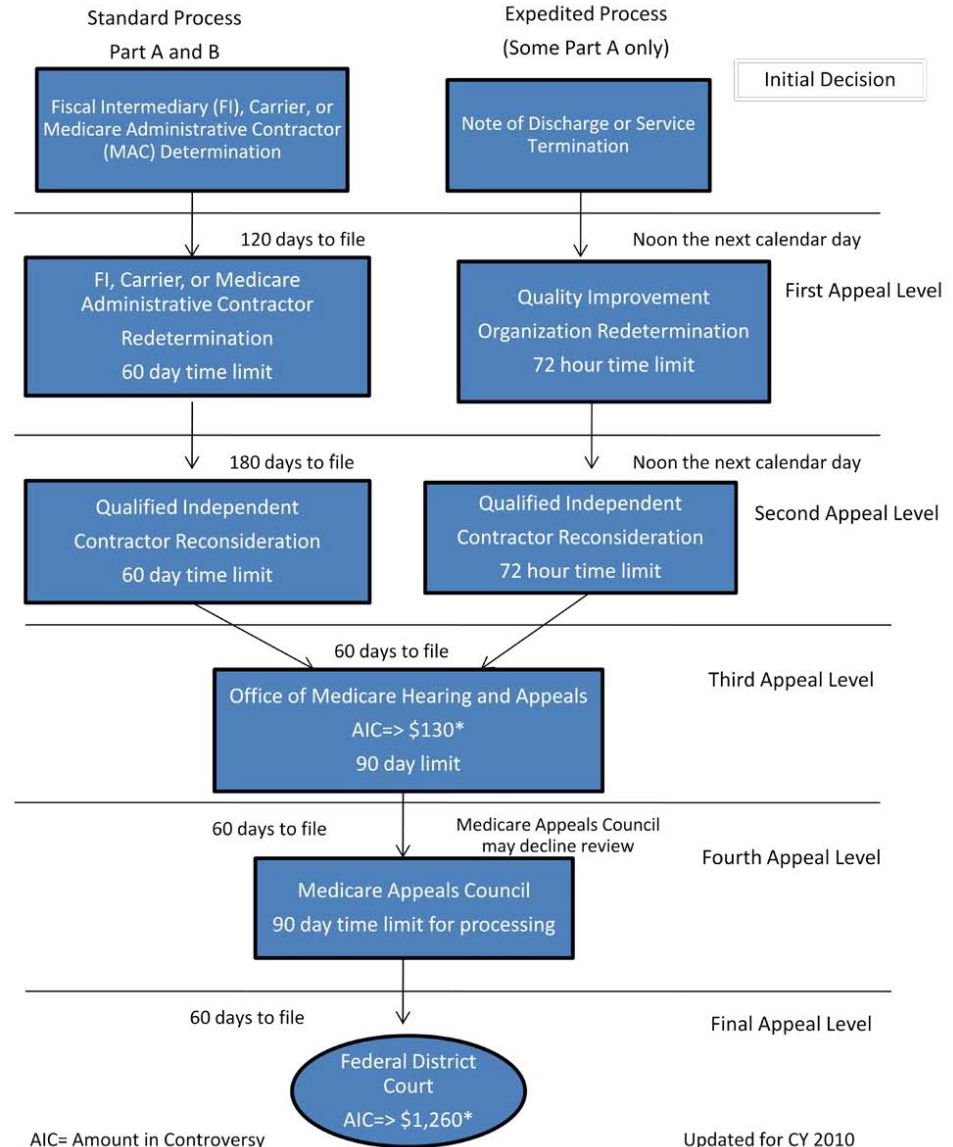 Standard Process
Part A and B
Expedited Process
(Some Part A only)
Initial Decision
Fiscal Intermediary (FI), Carrier, or
Medicare Administrative Contractor
(MAC) Determination
Note of Discharge or Service
Termination
120 days to file
Noon the next calendar day
First Appeal Level
FI, Carrier, or Medicare
Administrative Contractor
Redetermination
60 day time limit
Quality Improvement
Organization Redetermination
72 hour time limit
180 days to file
Noon the next calendar day
Second Appeal Level
Qualified Independent
Contractor Reconsideration
60 day time limit
Qualified Independent
Contractor Reconsideration
72 hour time limit
60 days to file
Third Appeal Level
Office of Medicare Hearing and Appeals
AIC=> $130*
90 day limit
60 days to file
Medicare Appeals Council
may decline review
Fourth Appeal Level
Medicare Appeals Council
90 day time limit for processing
60 days to file
Final Appeal Level
Federal District
Court
AIC=> $1,260*
AIC= Amount in Controversy
Updated for CY 2010